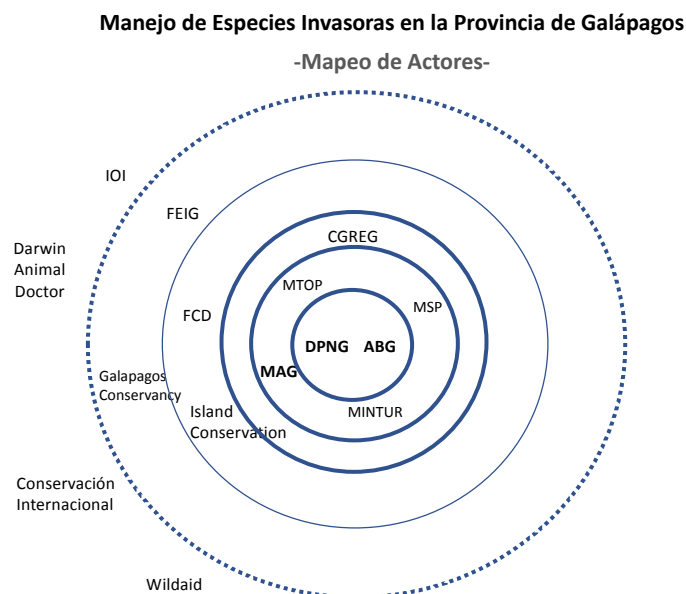 Manejo de Especies Invasoras en la Provincia de Galápagos
-Mapeo de Actores-
IOI
FEIG
CGREG
Darwin
Animal
Doctor
MTOP
MSP
FCD
DPNG ABG
MAG
Galapagos
Conservancy
Island
Conservation
MINTUR
Conservación
Internacional
Wildaid